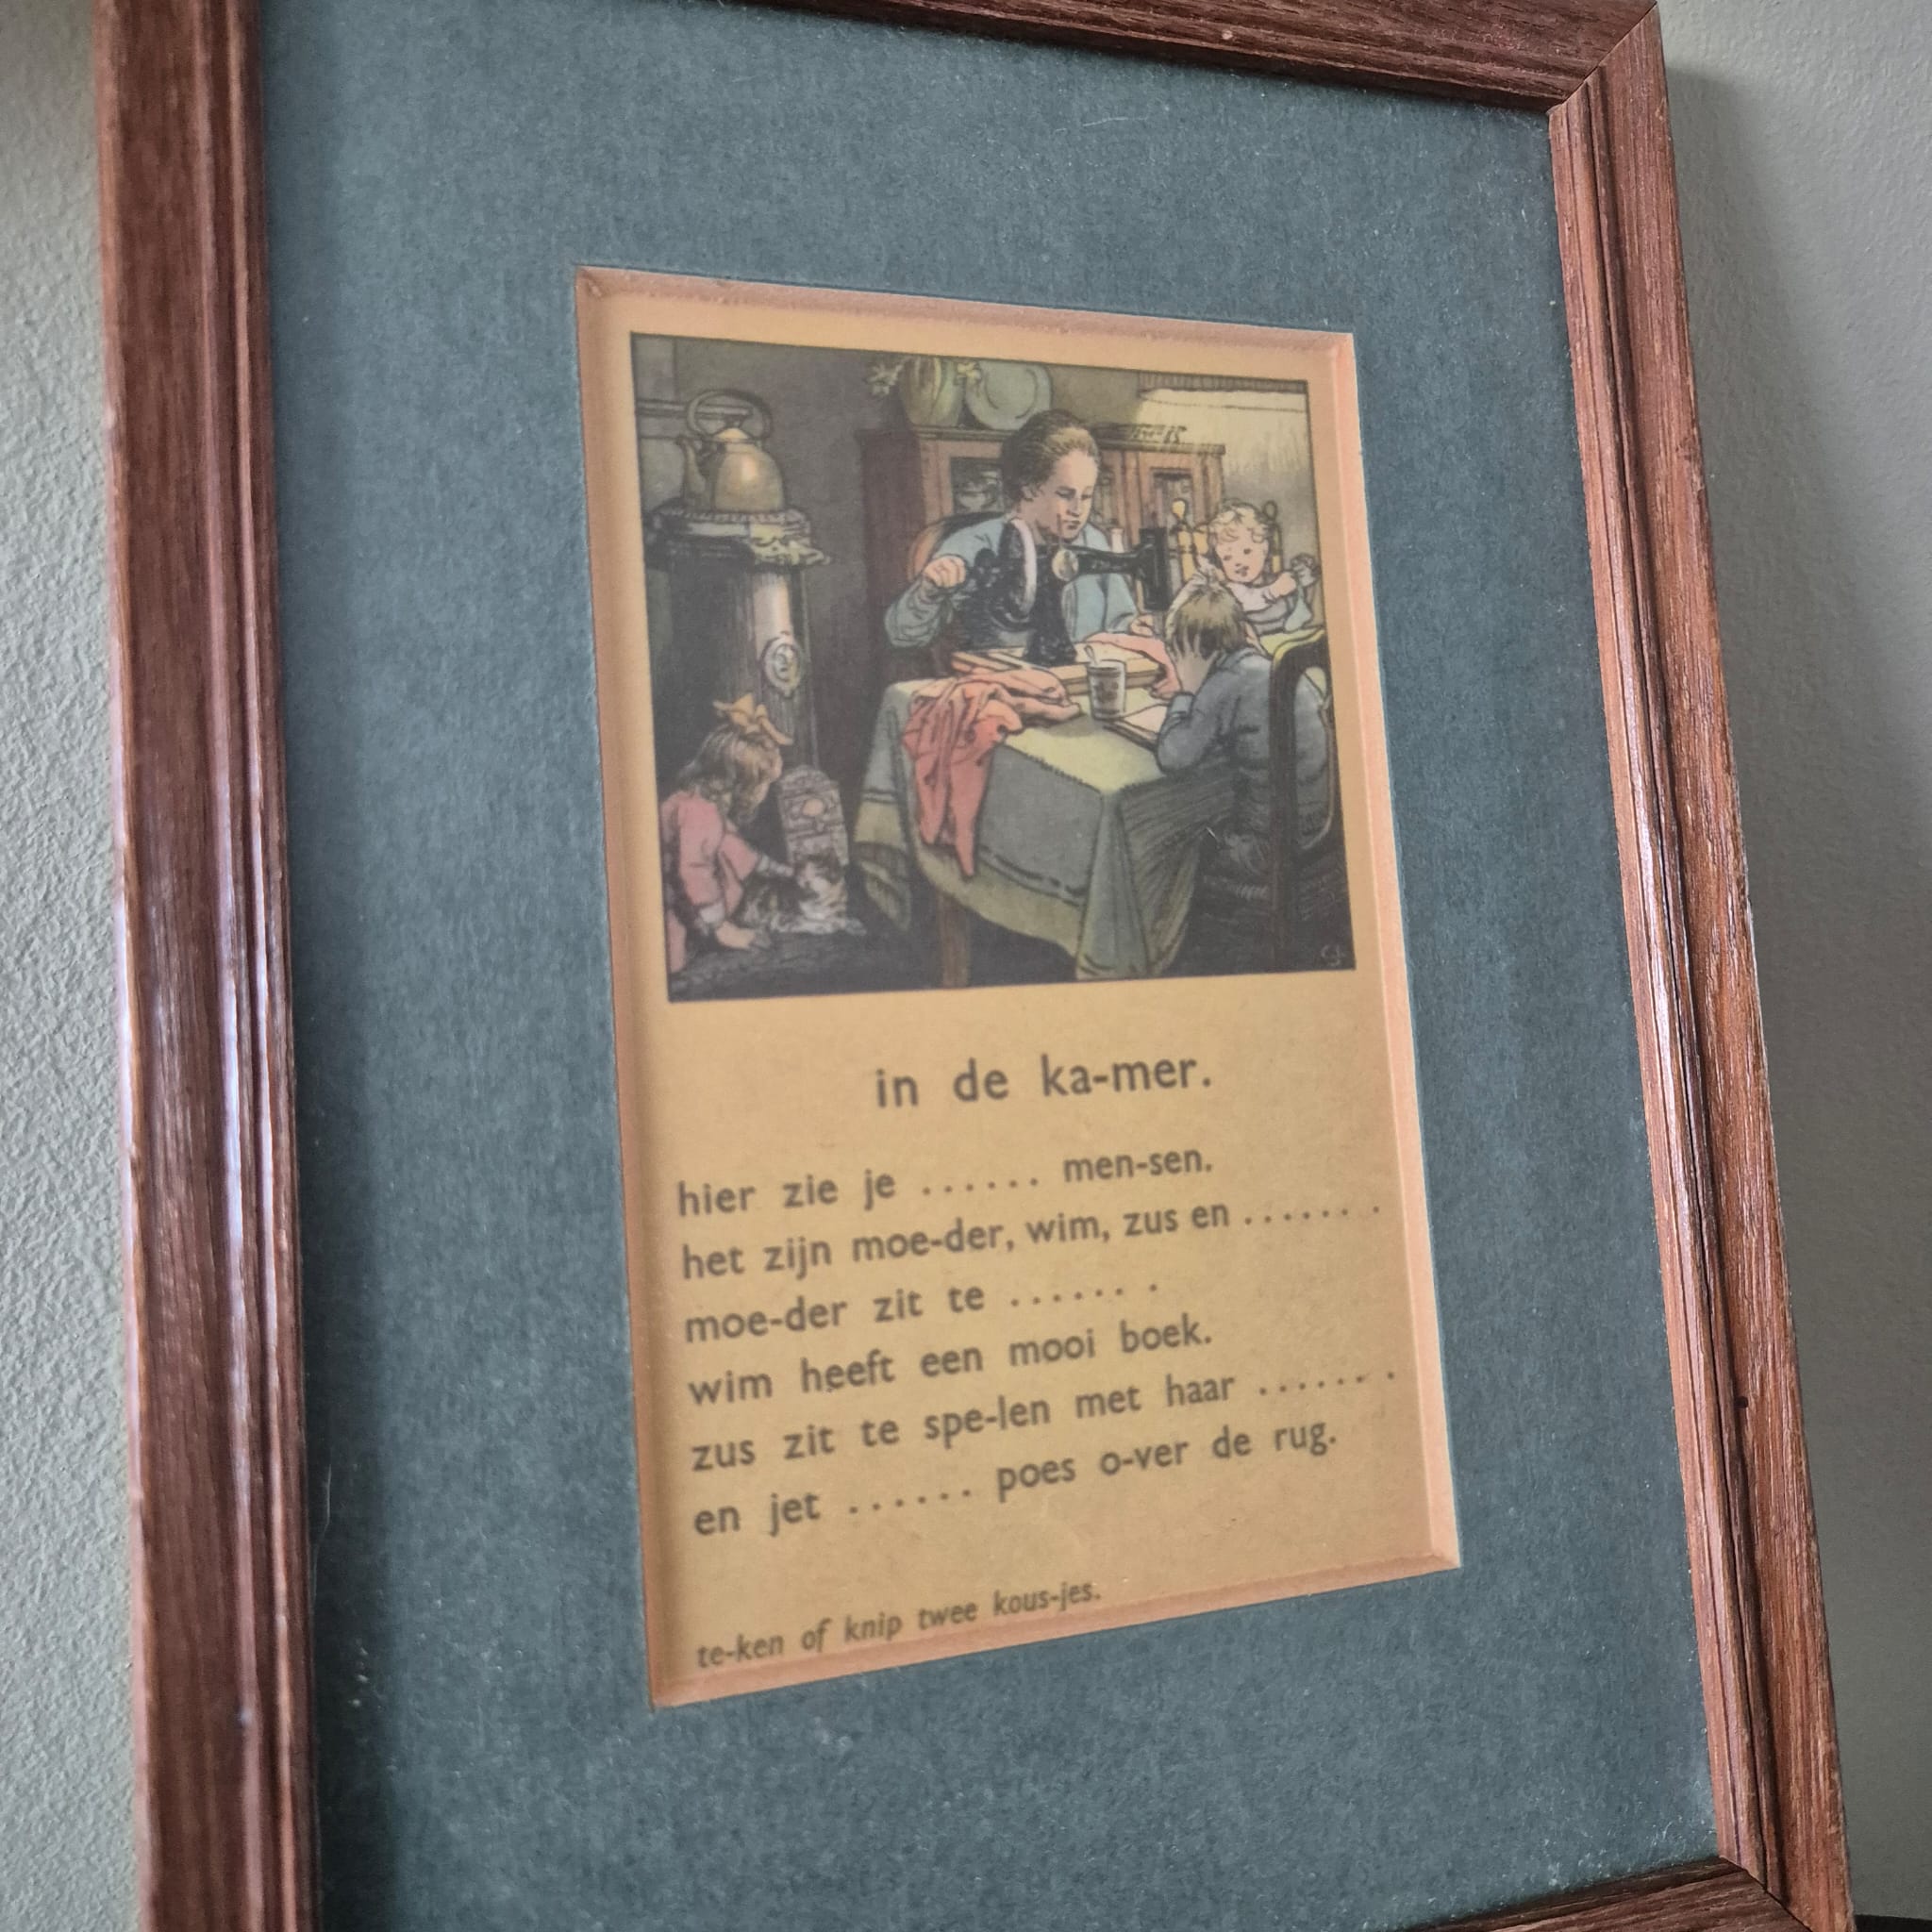 in de ka-mer.
hier zie je ...... men-sen.
het zijn moe-der, wim, zus en ...... .
moe-der zit te ...... .
wim heeft een mooi boek.
zus zit te spe-len met haar ...... .
en jet ...... poes o-ver de rug.
te-ken of knip twee kous-jes.